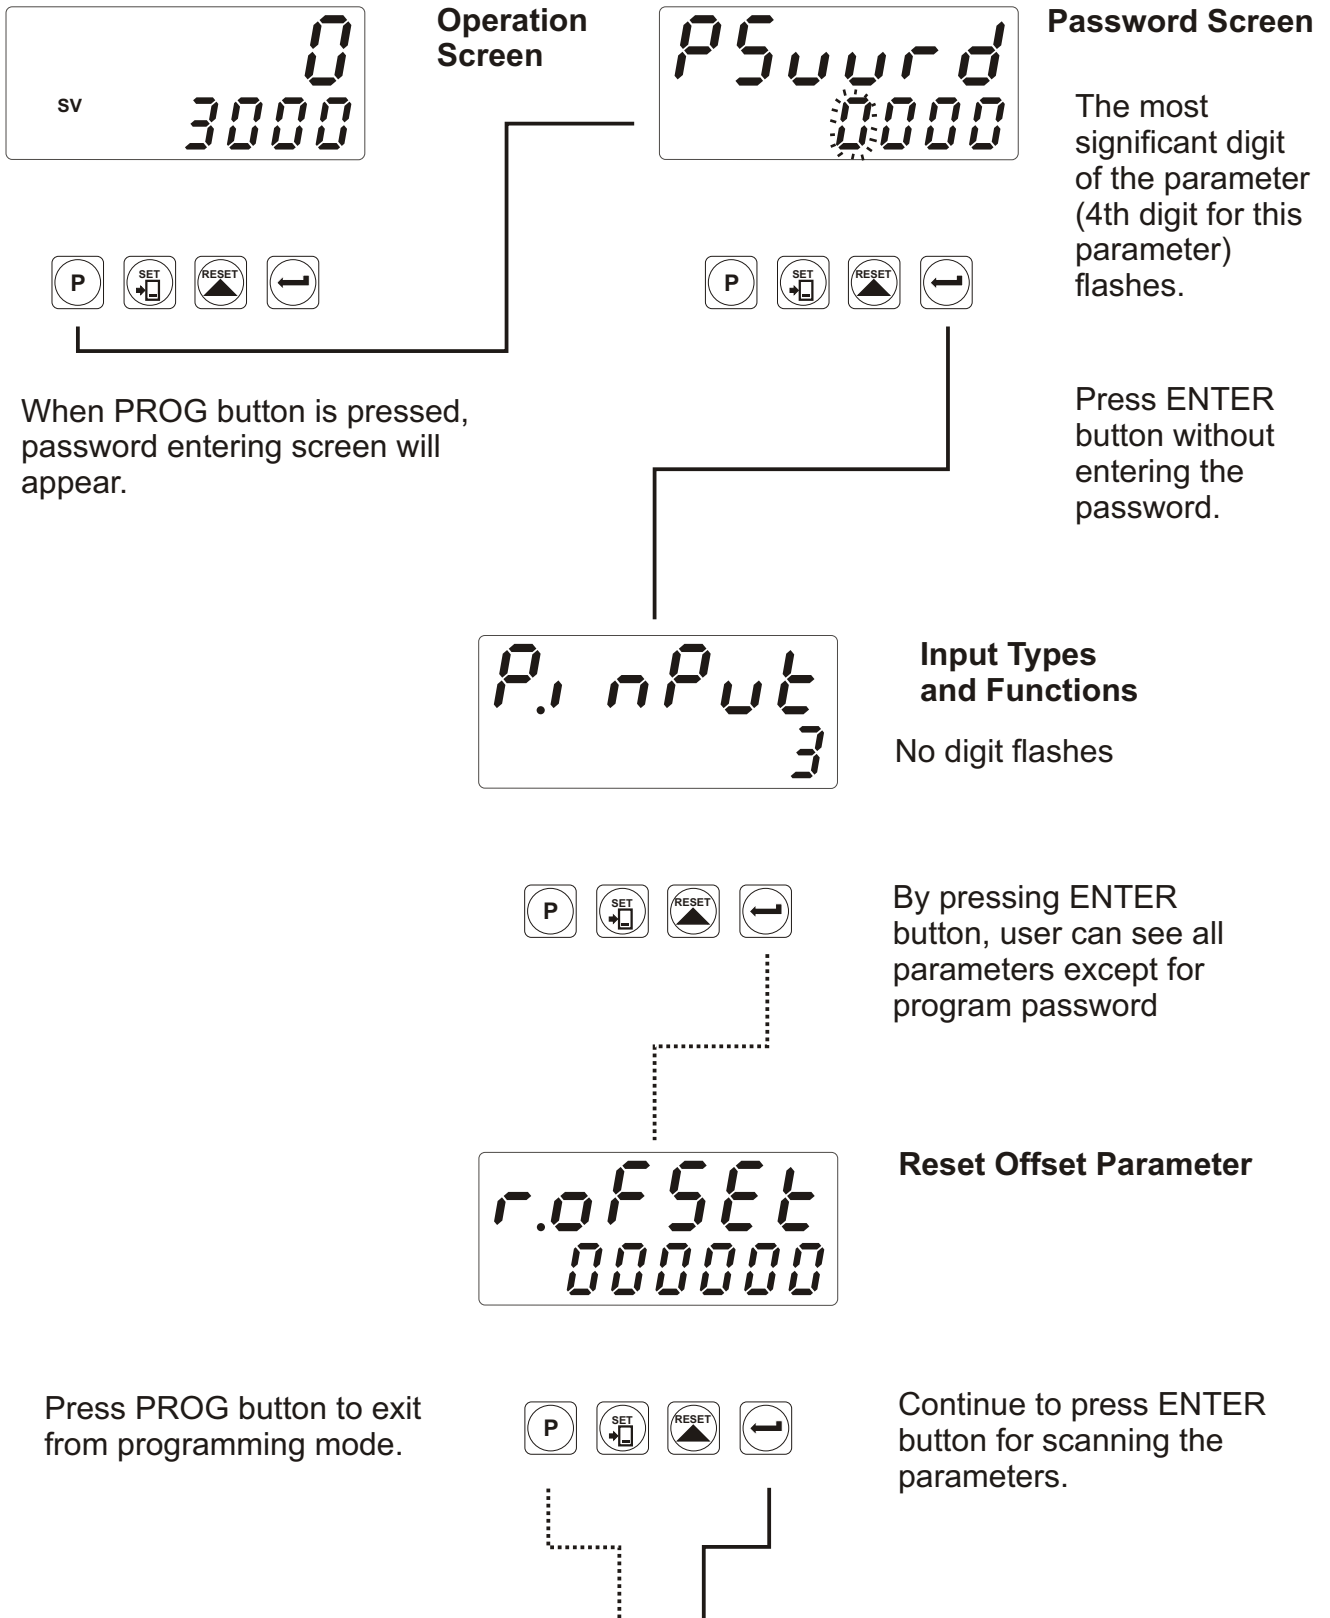 0
SV 3000
Operation
Screen
P SET RESET
When PROG button is pressed,
password entering screen will
appear.
PSuurd
0000
Password Screen
The most
significant digit
of the parameter
(4th digit for this
parameter)
flashes.
P SET RESET
Press ENTER
button without
entering the
password.
P.inPut
3
Input Types
and Functions
No digit flashes
P SET RESET
By pressing ENTER
button, user can see all
parameters except for
program password
r.oFSEt
000000
Reset Offset Parameter
Press PROG button to exit
from programming mode.
P SET RESET
Continue to press ENTER
button for scanning the
parameters.